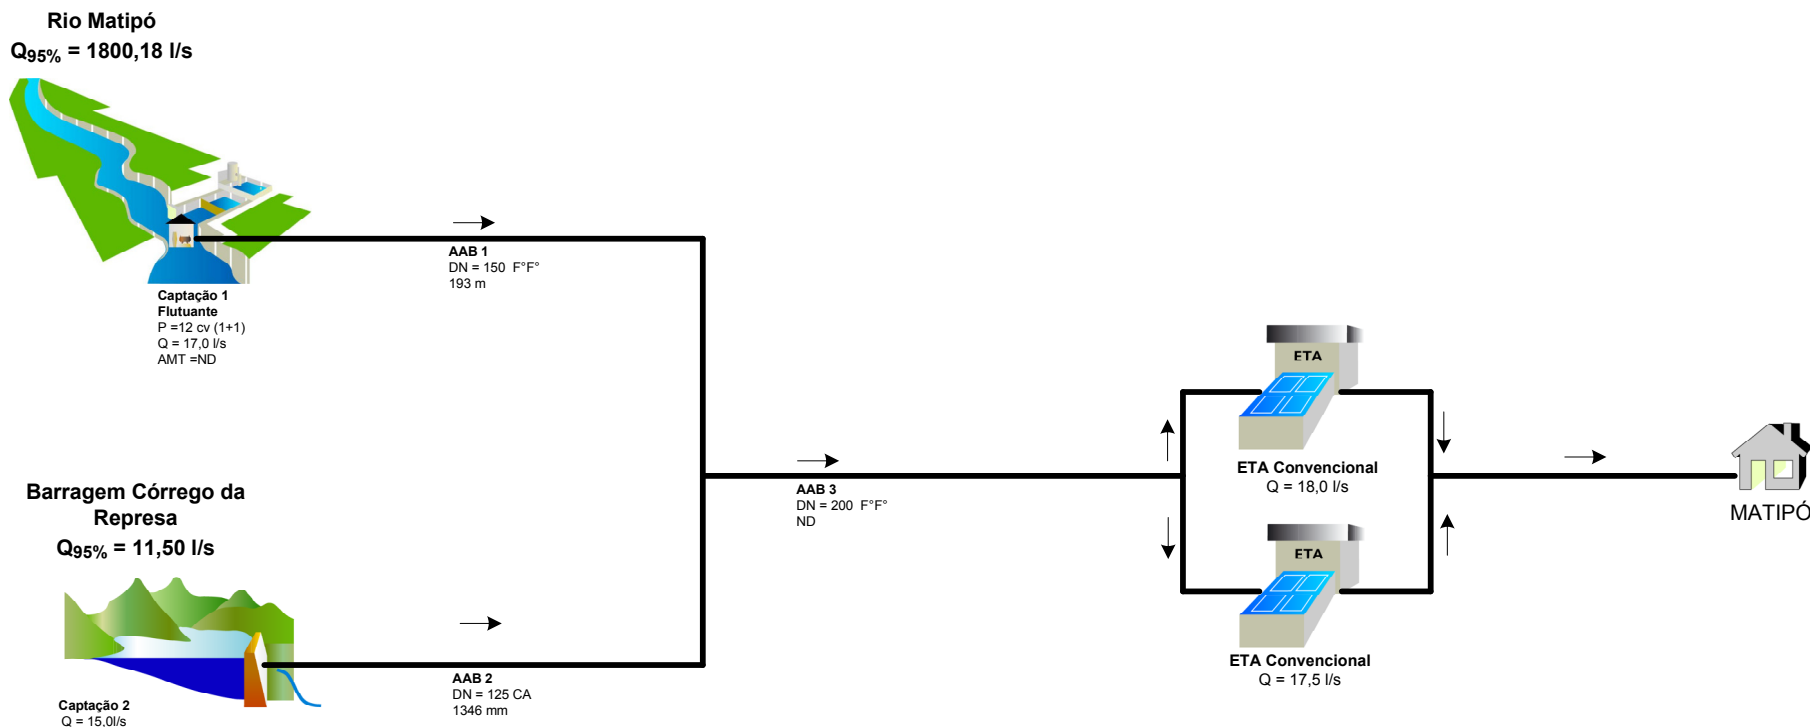 Rio Matipó
Q95% = 1800,18 l/s
AAB 1
DN = 150 F°F°
193 m
Captação 1
Flutuante
P =12 cv (1+1)
Q = 17,0 l/s
AMT =ND
ETA
ETA Convencional
Q = 18,0 l/s
AAB 3
DN = 200 F°F°
ND
MATIPÓ
Barragem Córrego da
Represa
Q95% = 11,50 l/s
ETA
ETA Convencional
Q = 17,5 l/s
AAB 2
DN = 125 CA
1346 mm
Captação 2
Q = 15,0l/s